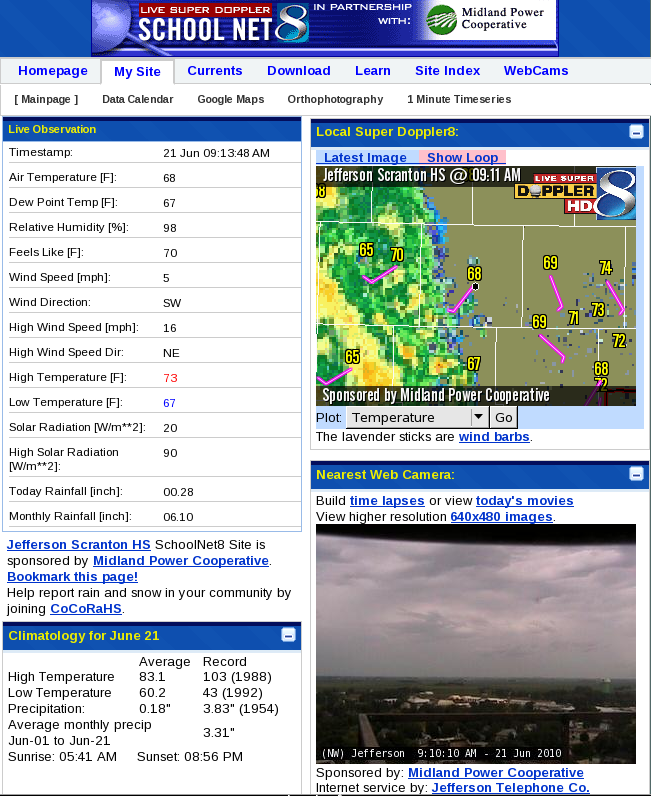 LIVE SUPER DOPPLER
SCHOOL NET8
IN PARTNERSHIP
WITH:
Midland Power
Cooperative
Homepage My Site Currents Download Learn Site Index WebCams
[ Mainpage ] Data Calendar Google Maps Orthophotography 1 Minute Timeseries
Live Observation
Timestamp: 21 Jun 09:13:48 AM
Air Temperature [F]: 68
Dew Point Temp [F]: 67
Relative Humidity [%]: 98
Feels Like [F]: 70
Wind Speed [mph]: 5
Wind Direction: SW
High Wind Speed [mph]: 16
High Wind Speed Dir: NE
High Temperature [F]: 73
Low Temperature [F]: 67
Solar Radiation [W/m**2]: 20
High Solar Radiation
[W/m**2]: 90
Today Rainfall [inch]: 00.28
Monthly Rainfall [inch]: 06.10
Jefferson Scranton HS SchoolNet8 Site is
sponsored by Midland Power Cooperative.
Bookmark this page!
Help report rain and snow in your community by
joining CoCoRaHS.
Climatology for June 21
Average Record
High Temperature 83.1 103 (1988)
Low Temperature 60.2 43 (1992)
Precipitation: 0.18" 3.83" (1954)
Average monthly precip
Jun-01 to Jun-21 3.31"
Sunrise: 05:41 AM Sunset: 08:56 PM
Local Super Doppler8:
Latest Image Show Loop
Jefferson Scranton HS @ 09:11 AM
LIVE SUPER
DOPPLER 8
HD
68
65 70 68 69 74
73
71
69
72
65 67 68
72
Sponsored by Midland Power Cooperative
Plot: Temperature Go
The lavender sticks are wind barbs.
Nearest Web Camera:
Build time lapses or view today's movies
View higher resolution 640x480 images.
(NW) Jefferson 9:10:10 AM - 21 Jun 2010
Sponsored by: Midland Power Cooperative
Internet service by: Jefferson Telephone Co.